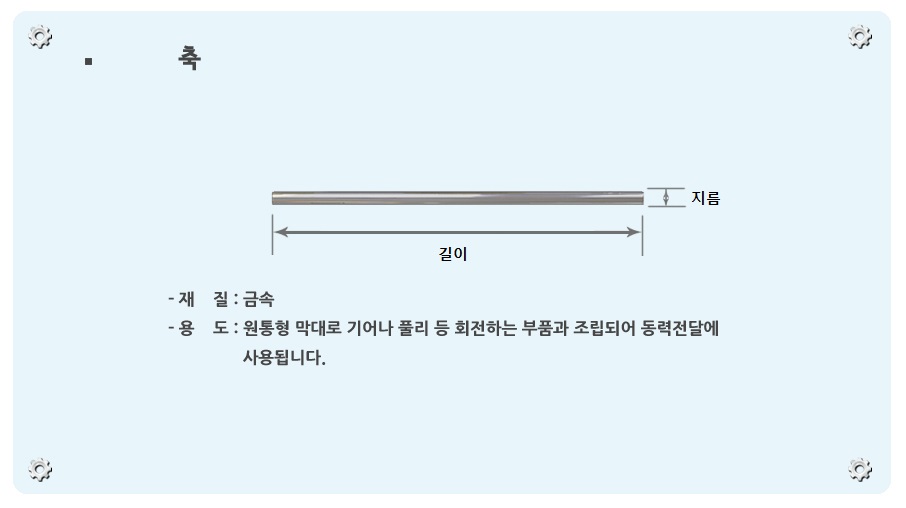 ▪ 축
지름
길이
- 재 질 : 금속
- 용 도 : 원통형 막대로 기어나 풀리 등 회전하는 부품과 조립되어 동력전달에
사용됩니다.